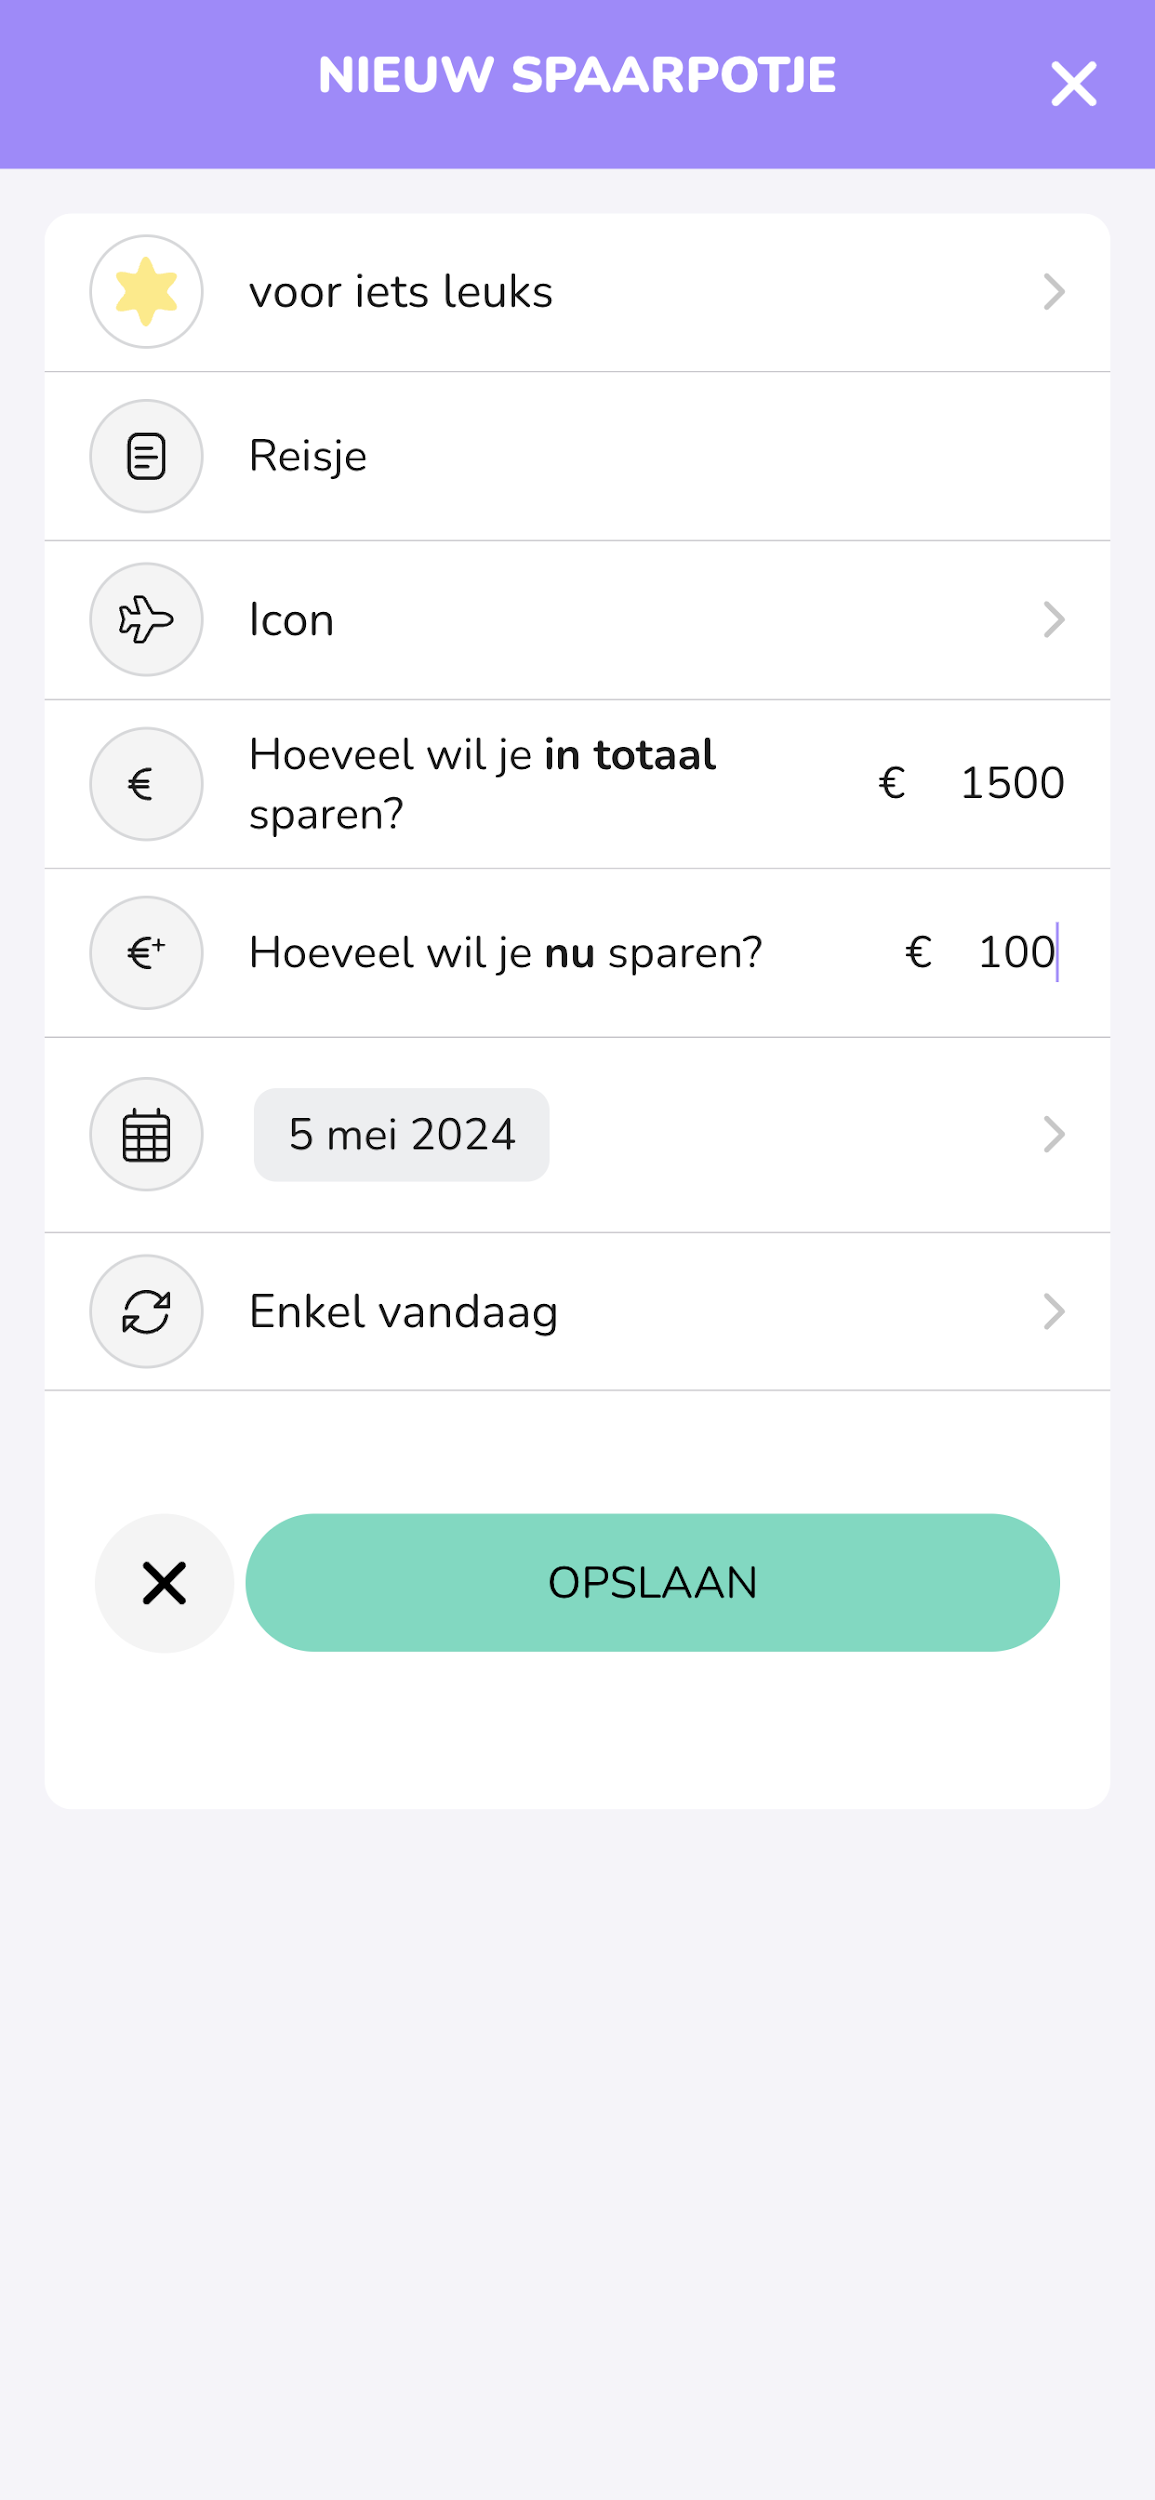 NIEUW SPAARPOTJE
voor iets leuks
Reisje
Icon
Hoeveel wil je in totaal
sparen?
€ 1500
Hoeveel wil je nu sparen? € 100
5 mei 2024
Enkel vandaag
OPSLAAN